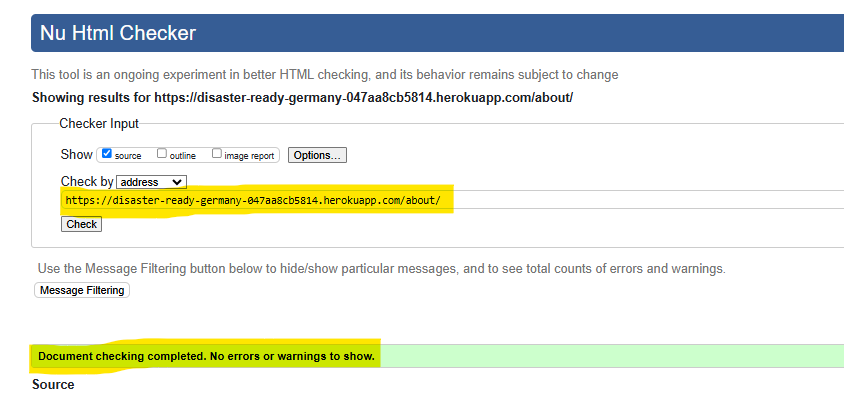 Nu Html Checker
This tool is an ongoing experiment in better HTML checking, and its behavior remains subject to change
Showing results for https://disaster-ready-germany-047aa8cb5814.herokuapp.com/about/
Checker Input
Show source outline image report Options...
Check by address
https://disaster-ready-germany-047aa8cb5814.herokuapp.com/about/
Check
Use the Message Filtering button below to hide/show particular messages, and to see total counts of errors and warnings.
Message Filtering
Document checking completed. No errors or warnings to show.
Source